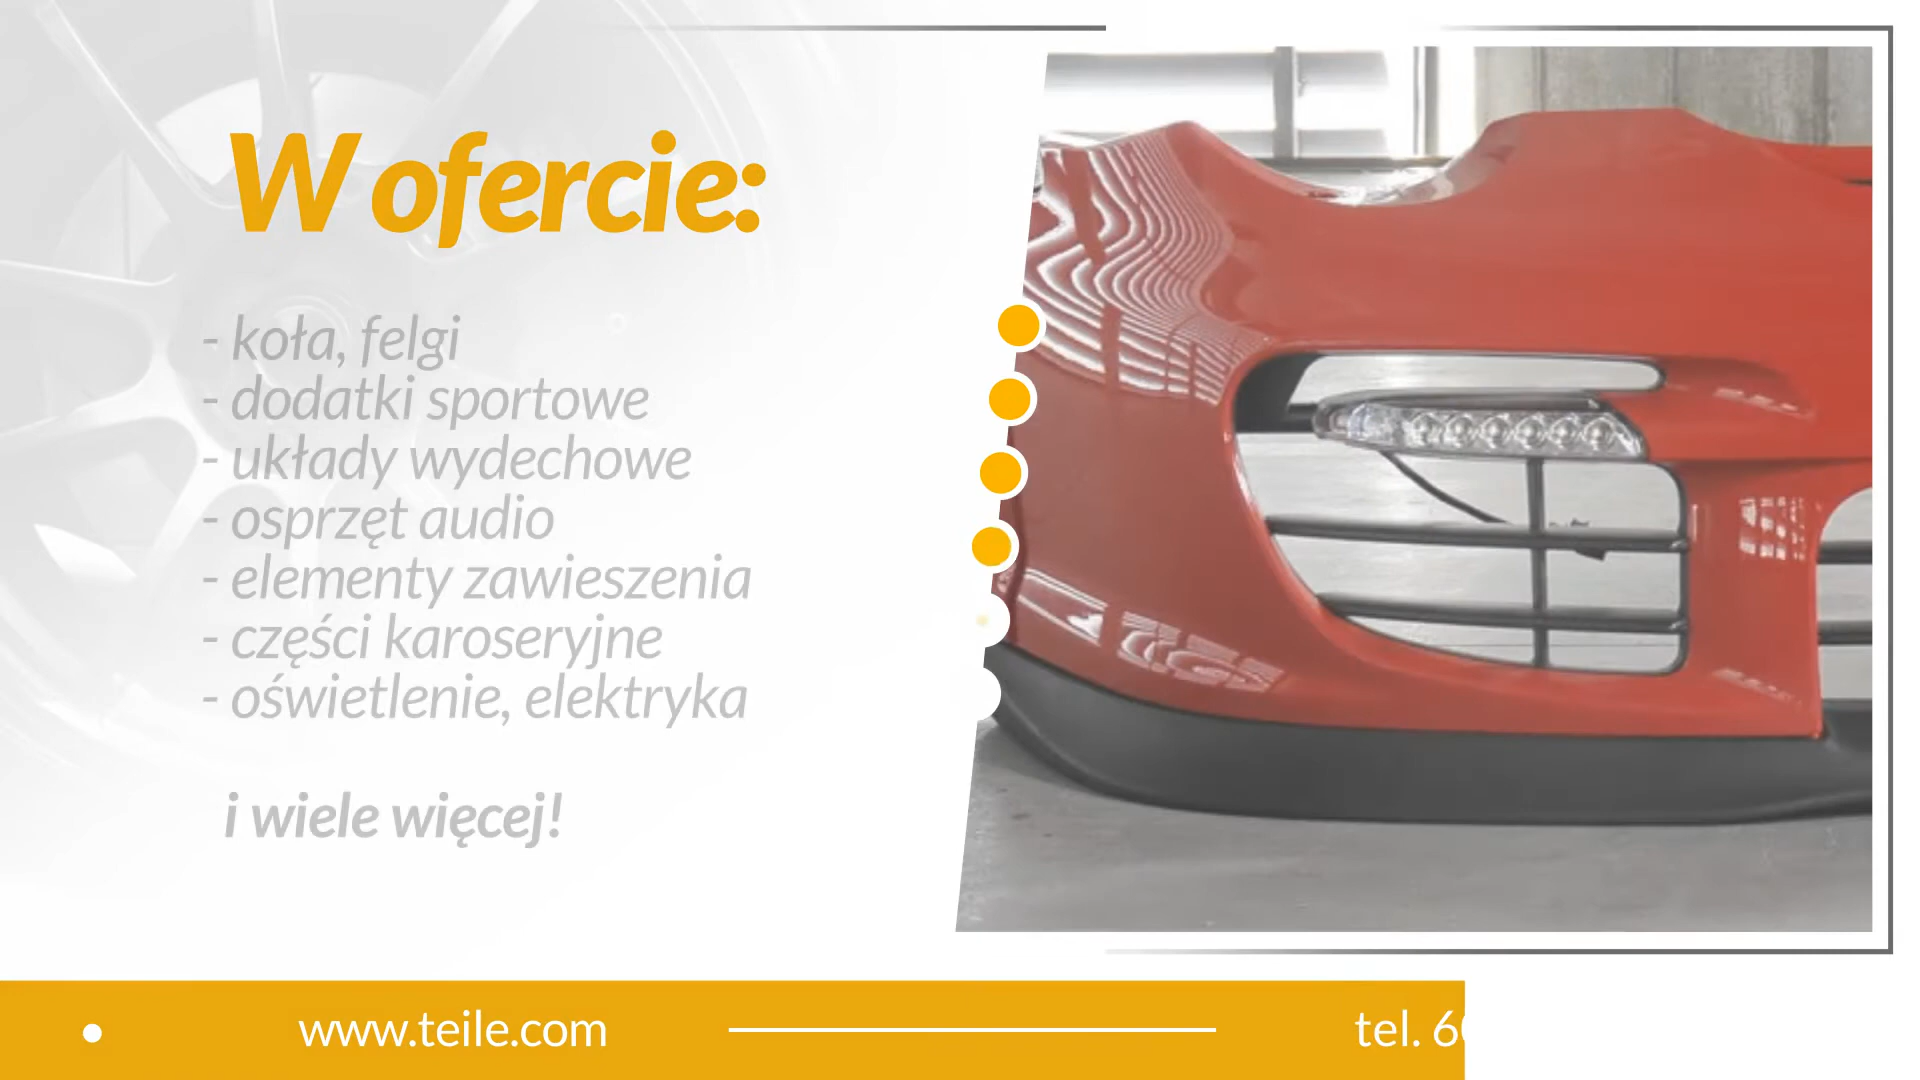 W ofercie:
- koła, felgi
- dodatki sportowe
- układy wydechowe
- osprzęt audio
- elementy zawieszenia
- części karoseryjne
- oświetlenie, elektryka
i wiele więcej!
www.teile.com
tel. 60